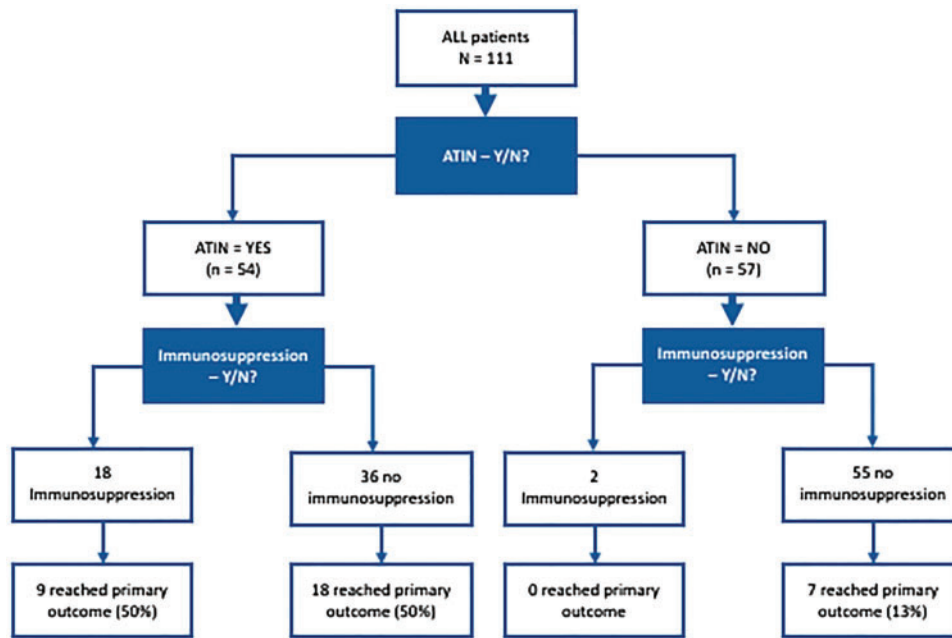 ALL patients
N = 111
ATIN – Y/N?
ATIN = YES
(n = 54)
ATIN = NO
(n = 57)
Immunosuppression
– Y/N?
Immunosuppression
– Y/N?
18
Immunosuppression
36 no
immunosuppression
2
Immunosuppression
55 no
immunosuppression
9 reached primary
outcome (50%)
18 reached primary
outcome (50%)
0 reached primary
outcome
7 reached primary
outcome (13%)